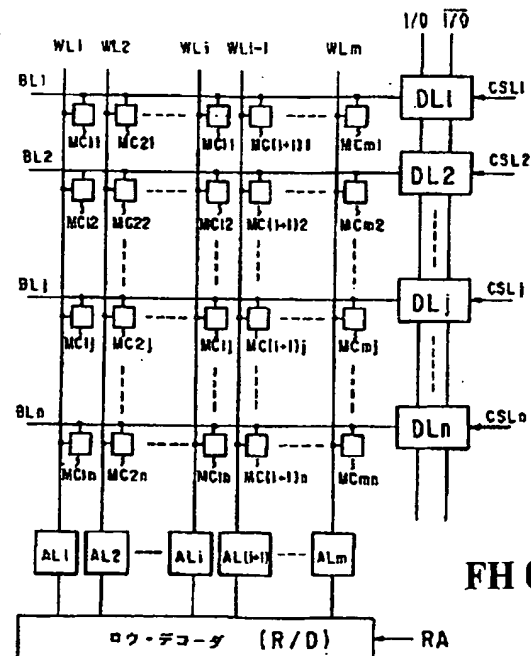 I/O I/O
WL1 WL2 WLi WLi-1 WLm
BL1 DL1 CSL1
MC11 MC21 MCi1 MC(i+1)1 MCm1
BL2 DL2 CSL2
MC12 MC22 MCi2 MC(i+1)2 MCm2
BLj DLj CSLj
MC1j MC2j MCij MC(i+1)j MCmj
BLn DLn CSLn
MC1n MC2n MCin MC(i+1)n MCmn
AL1 AL2 ALi AL(i+1) ALm
FH
ロウ・デコーダ (R/D) RA